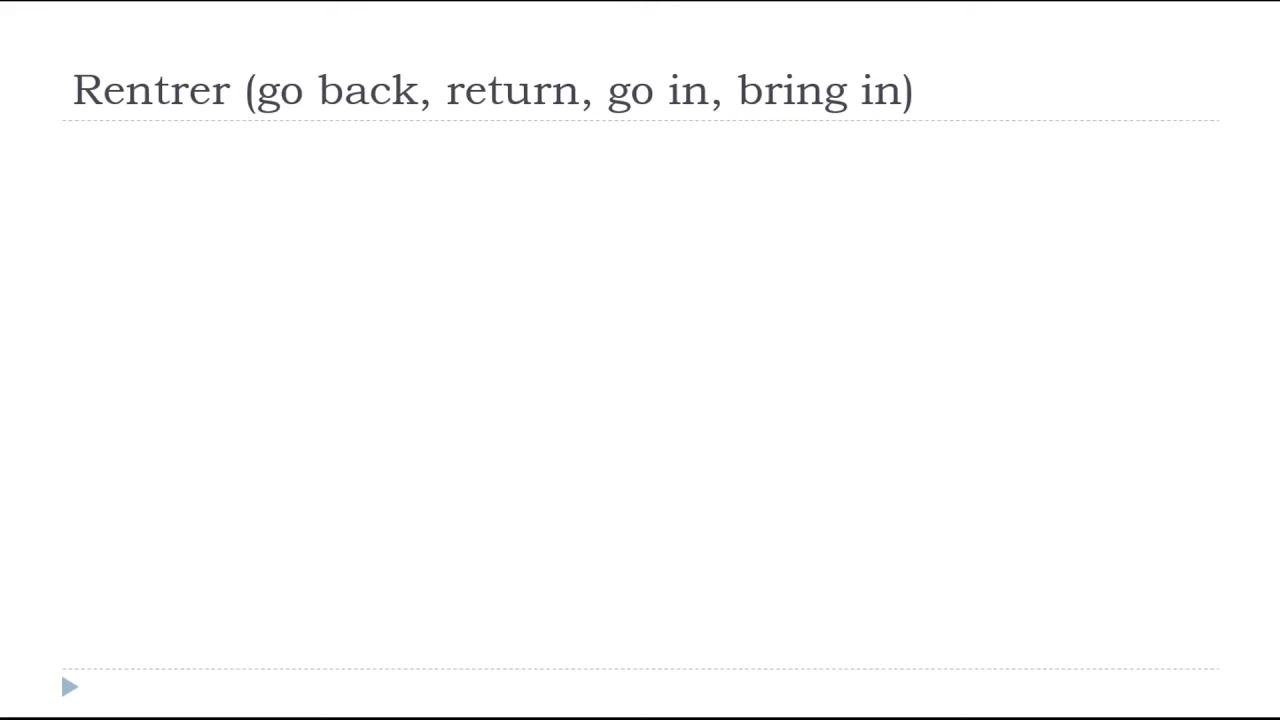 Rentrer (go back, return, go in, bring in)